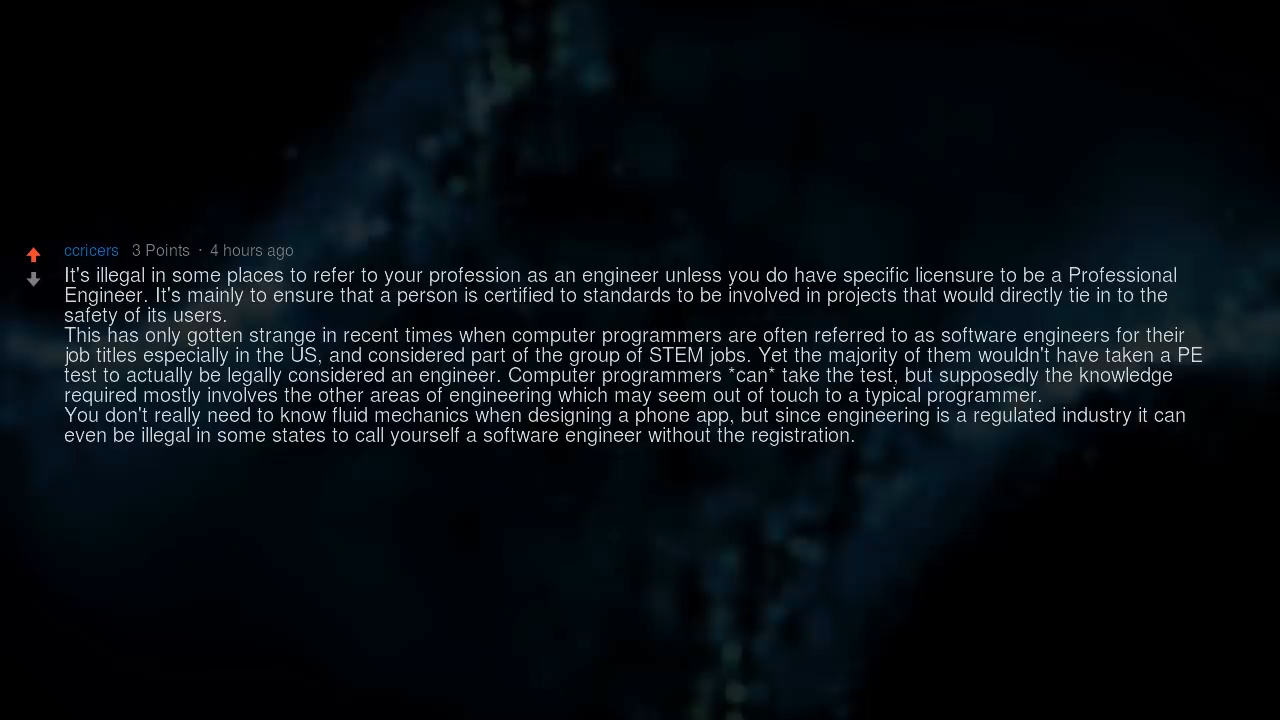 ccricers 3 Points · 4 hours ago
It's illegal in some places to refer to your profession as an engineer unless you do have specific licensure to be a Professional
Engineer. It's mainly to ensure that a person is certified to standards to be involved in projects that would directly tie in to the
safety of its users.
This has only gotten strange in recent times when computer programmers are often referred to as software engineers for their
job titles especially in the US, and considered part of the group of STEM jobs. Yet the majority of them wouldn't have taken a PE
test to actually be legally considered an engineer. Computer programmers *can* take the test, but supposedly the knowledge
required mostly involves the other areas of engineering which may seem out of touch to a typical programmer.
You don't really need to know fluid mechanics when designing a phone app, but since engineering is a regulated industry it can
even be illegal in some states to call yourself a software engineer without the registration.